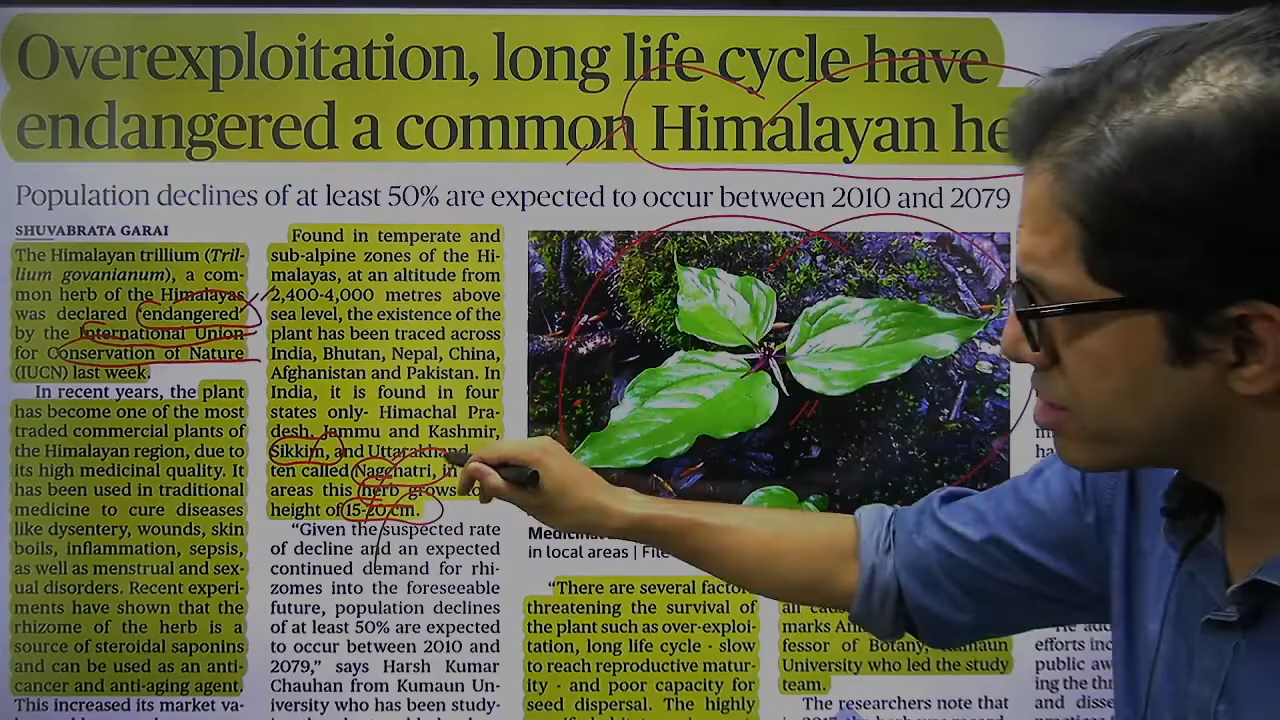 Overexploitation, long life cycle have
endangered a common Himalayan he
Population declines of at least 50% are expected to occur between 2010 and 2079
SHUVABRATA GARAI
The Himalayan trillium (Tril-
lium govanianum), a com-
mon herb of the Himalayas
was declared ‘endangered’
by the International Union
for Conservation of Nature
(IUCN) last week.
In recent years, the plant
has become one of the most
traded commercial plants of
the Himalayan region, due to
its high medicinal quality. It
has been used in traditional
medicine to cure diseases
like dysentery, wounds, skin
boils, inflammation, sepsis,
as well as menstrual and sex-
ual disorders. Recent experi-
ments have shown that the
rhizome of the herb is a
source of steroidal saponins
and can be used as an anti-
cancer and anti-aging agent.
This increased its market va-
Found in temperate and
sub-alpine zones of the Hi-
malayas, at an altitude from
2,400-4,000 metres above
sea level, the existence of the
plant has been traced across
India, Bhutan, Nepal, China,
Afghanistan and Pakistan. In
India, it is found in four
states only- Himachal Pra-
desh, Jammu and Kashmir,
Sikkim, and Uttarakhand.
ten called Nagchatri, in
areas this herb grows to
height of 15-20 cm.
“Given the suspected rate
of decline and an expected
continued demand for rhi-
zomes into the foreseeable
future, population declines
of at least 50% are expected
to occur between 2010 and
2079,” says Harsh Kumar
Chauhan from Kumaun Un-
iversity who has been study-
in local areas | File
“There are several factor
threatening the survival of
the plant such as over-exploi-
tation, long life cycle - slow
to reach reproductive matur-
ity - and poor capacity for
seed dispersal. The highly
marks
fessor of Botany, Kumaun
University who led the study
team.
The researchers note that
ha
He add
efforts inc
public aw
ing the thr
and disse